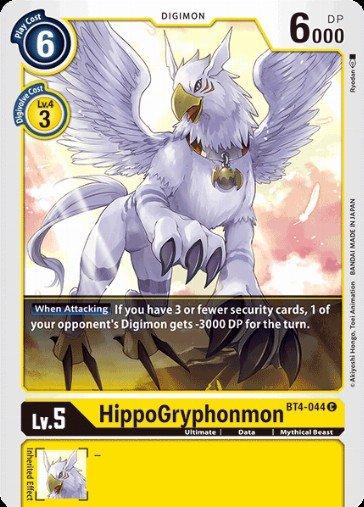 Play Cost
6
DIGIMON
DP
6000
Digivolve Cost
Lv.4
3
Ryodan
When Attacking If you have 3 or fewer security cards, 1 of
your opponent's Digimon gets -3000 DP for the turn.
© Akiyoshi Hongo, Toei Animation BANDAI MADE IN JAPAN
Lv.5
HippoGryphonmon
BT4-044 C
Ultimate | Data | Mythical Beast
Inherited Effect
-